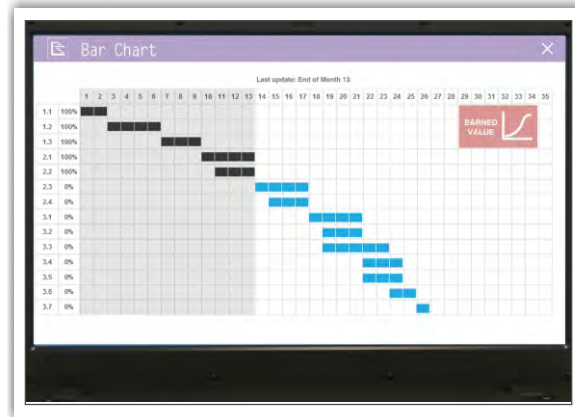 Bar Chart
Last update: End of Month 13
1 2 3 4 5 6 7 8 9 10 11 12 13 14 15 16 17 18 19 20 21 22 23 24 25 26 27 28 29 30 31 32 33 34 35
1.1 100%
EARNED
VALUE
1.2 100%
1.3 100%
2.1 100%
2.2 100%
2.3 0%
2.4 0%
3.1 0%
3.2 0%
3.3 0%
3.4 0%
3.5 0%
3.6 0%
3.7 0%